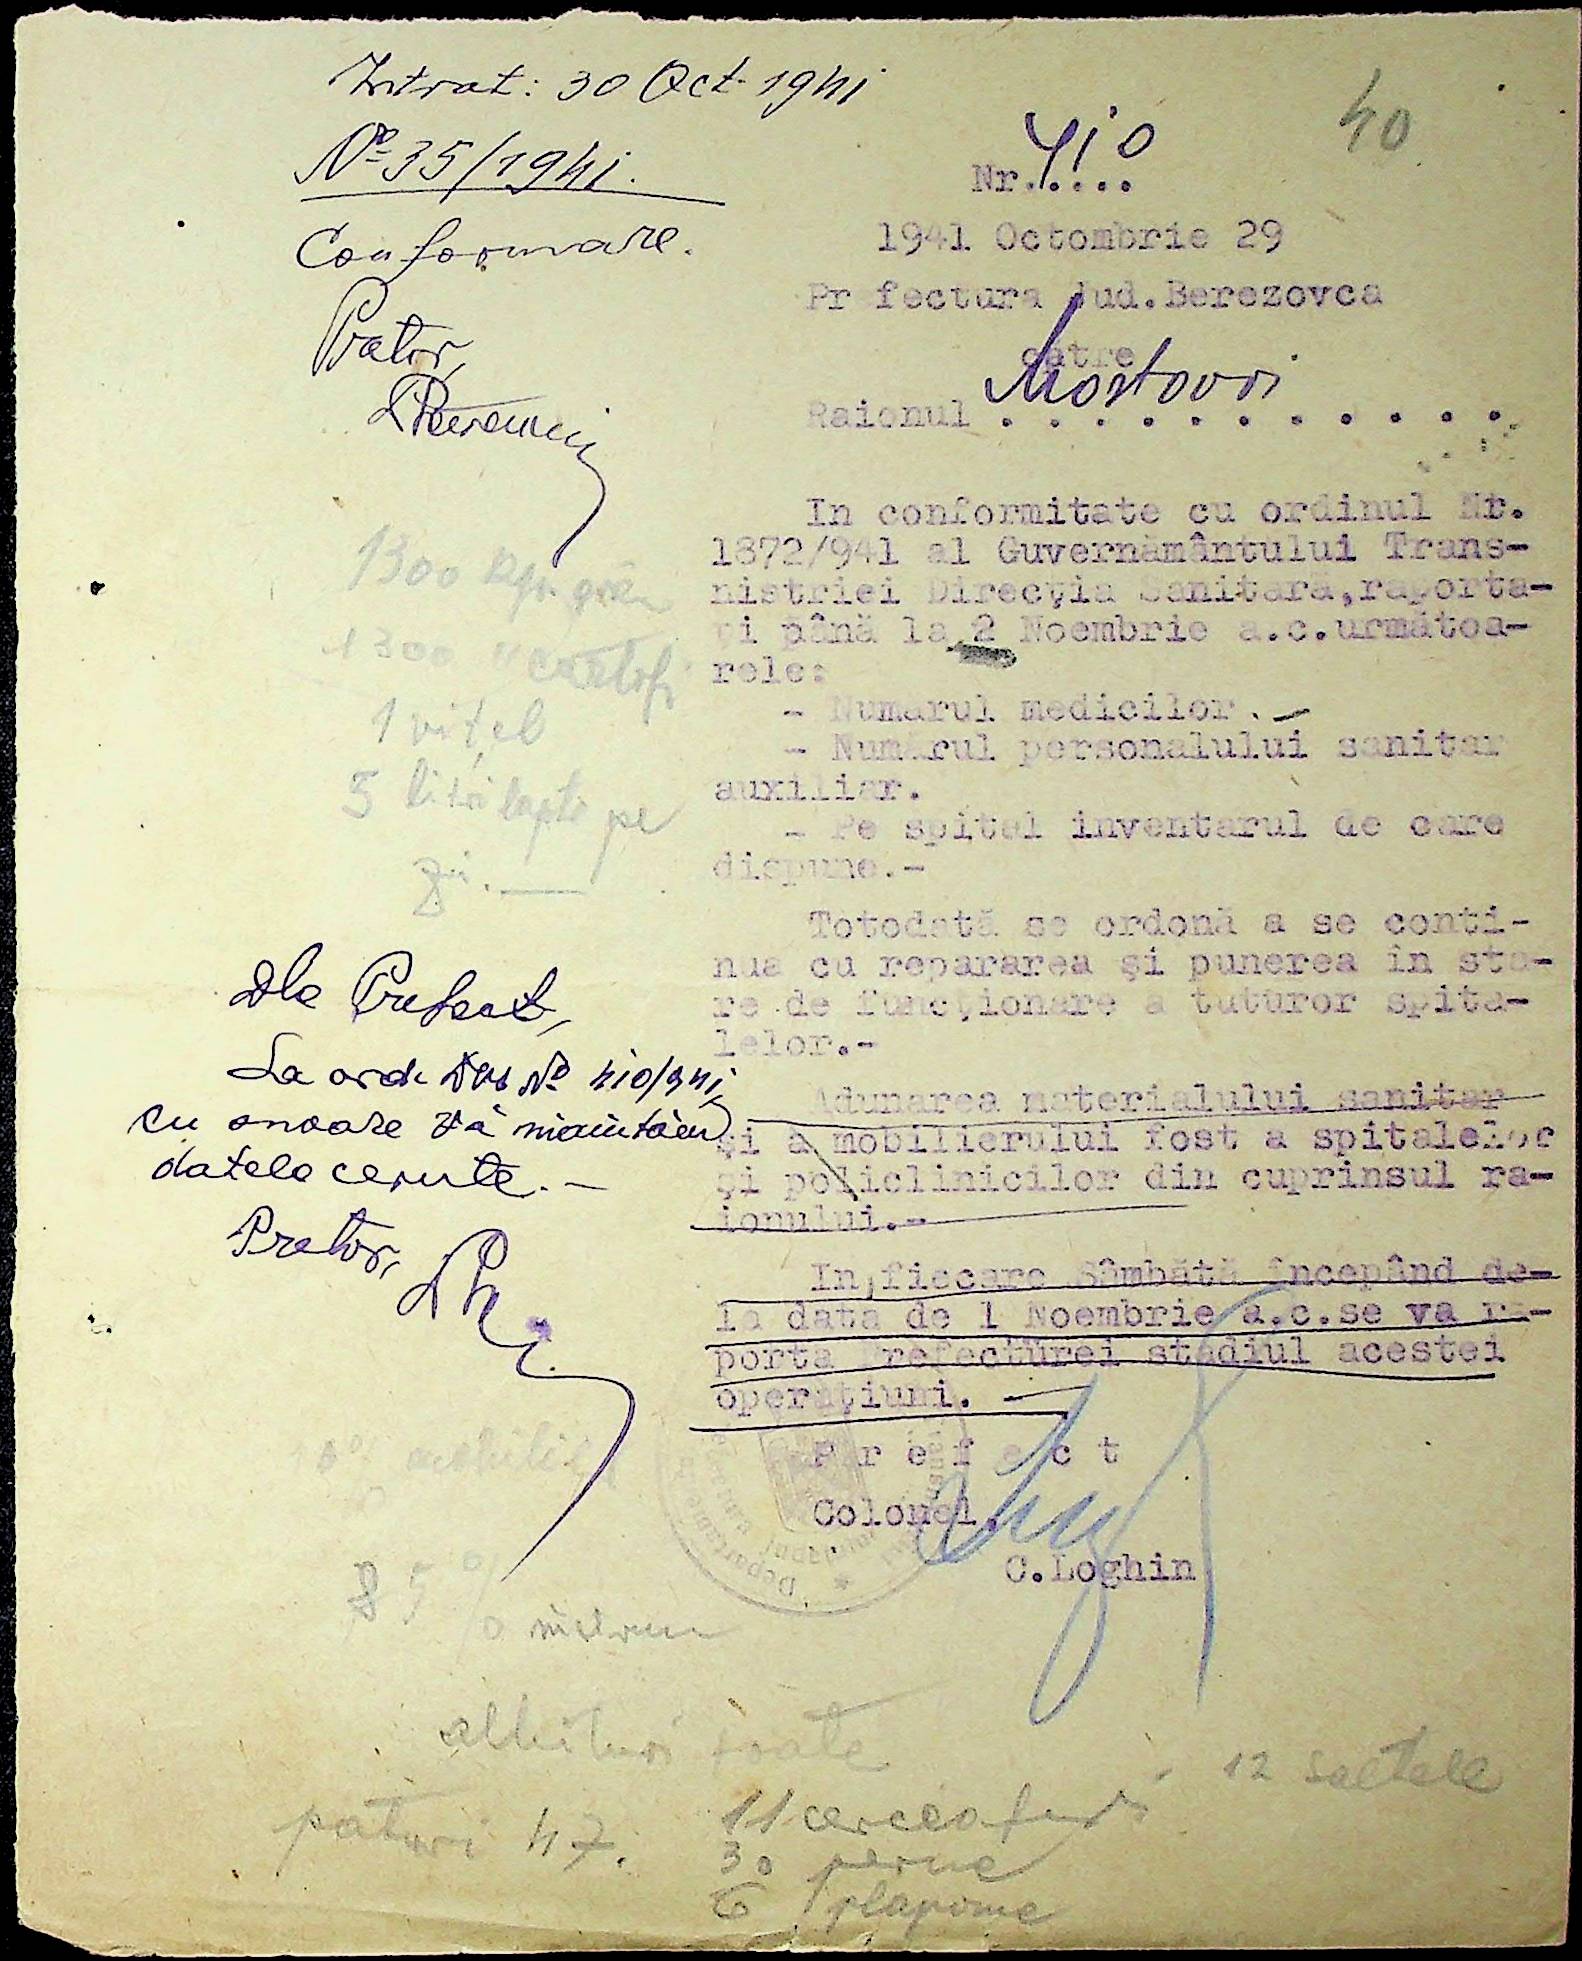 Intrat: 30 Oct 1941
No 35/1941.
Conformare.
Pretor,
40
Nr. 410
1941 Octombrie 29
Pr fectura Jud.Berezovca
către
Raionul Mostovoi
In conformitate cu ordinul Nr.
1872/941 al Guvernământului Trans-
nistriei Direcţia Sanitară,raporta-
ţi până la 2 Noembrie a.c.următoa-
rele:
- Numărul medicilor.
- Numărul personalului sanitar
auxiliar.
- Pe spital inventarul de care
dispune.-
Totodată se ordonă a se conti-
nua cu repararea şi punerea în sta-
re de funcţionare a tuturor spita-
lelor.-
Adunarea materialului sanitar
şi a mobilierului fost a spitalelor
şi policlinicilor din cuprinsul ra-
ionului.-
In fiecare Sâmbătă începând de-
la data de 1 Noembrie a.c.se va ra-
porta Prefecturei stadiul acestei
operaţiuni.
P r e f e c t
Colonel,
C.Loghin
1300 kgr. grâu
1300 " cartofi
1 viţel
5 litri lapte pe
zi.
Dle Prefect,
La ord. Dvs No 410/941,
cu onoare vă înaintăm
datele cerute.-
Pretor,
85 %
toate
paturi 47.
11 cerceafuri
30 perne
6 plapome
12 saltele